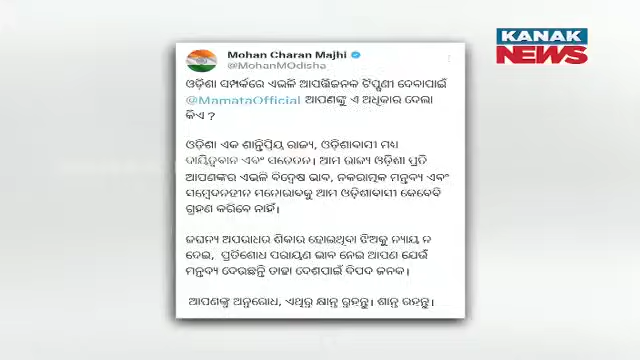 KANAK
NEWS
Mohan Charan Majhi
@MohanMOdisha
ଓଡ଼ିଶା ସମ୍ପର୍କରେ ଏଭଳି ଆପତ୍ତିଜନକ ଟିପ୍ପଣୀ ଦେବାପାଇଁ
@MamataOfficial ଆପଣଙ୍କୁ ଏ ଅଧିକାର ଦେଲା
କିଏ ?
ଓଡ଼ିଶା ଏକ ଶାନ୍ତିପ୍ରିୟ ରାଜ୍ୟ, ଓଡ଼ିଶାବାସୀ ମଧ୍ୟ
ଦାୟିତ୍ୱବାନ ଏବଂ ସଚେତନ। ଆମ ରାଜ୍ୟ ଓଡ଼ିଶା ପ୍ରତି
ଆପଣଙ୍କର ଏଭଳି ବିଦ୍ୱେଷ ଭାବ, ନକରାତ୍ମକ ମନ୍ତବ୍ୟ ଏବଂ
ସମ୍ବେଦନହୀନ ମନୋଭାବକୁ ଆମ ଓଡ଼ିଶାବାସୀ କେବେବି
ଗ୍ରହଣ କରିବେ ନାହିଁ।
ଜଘନ୍ୟ ଅପରାଧର ଶିକାର ହୋଇଥିବା ଝିଅକୁ ନ୍ୟାୟ ନ
ଦେଇ, ପ୍ରତିଶୋଧ ପରାୟଣ ଭାବ ନେଇ ଆପଣ ଯେଉଁ
ମନ୍ତବ୍ୟ ଦେଉଛନ୍ତି ତାହା ଦେଶପାଇଁ ବିପଦ ଜନକ।
ଆପଣଙ୍କୁ ଅନୁରୋଧ, ଏଥିରୁ କ୍ଷାନ୍ତ ରୁହନ୍ତୁ। ଶାନ୍ତ ରହନ୍ତୁ।